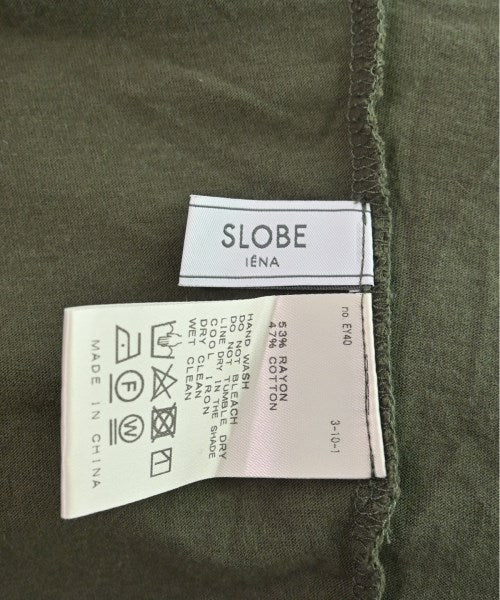 SLOBE
IÉNA
no. EY40
3-10-1
53% RAYON
47% COTTON
HAND WASH
DO NOT BLEACH
DO NOT TUMBLE DRY
LINE DRY IN THE SHADE
COOL IRON
DRY CLEAN
WET CLEAN
F
W
MADE IN CHINA